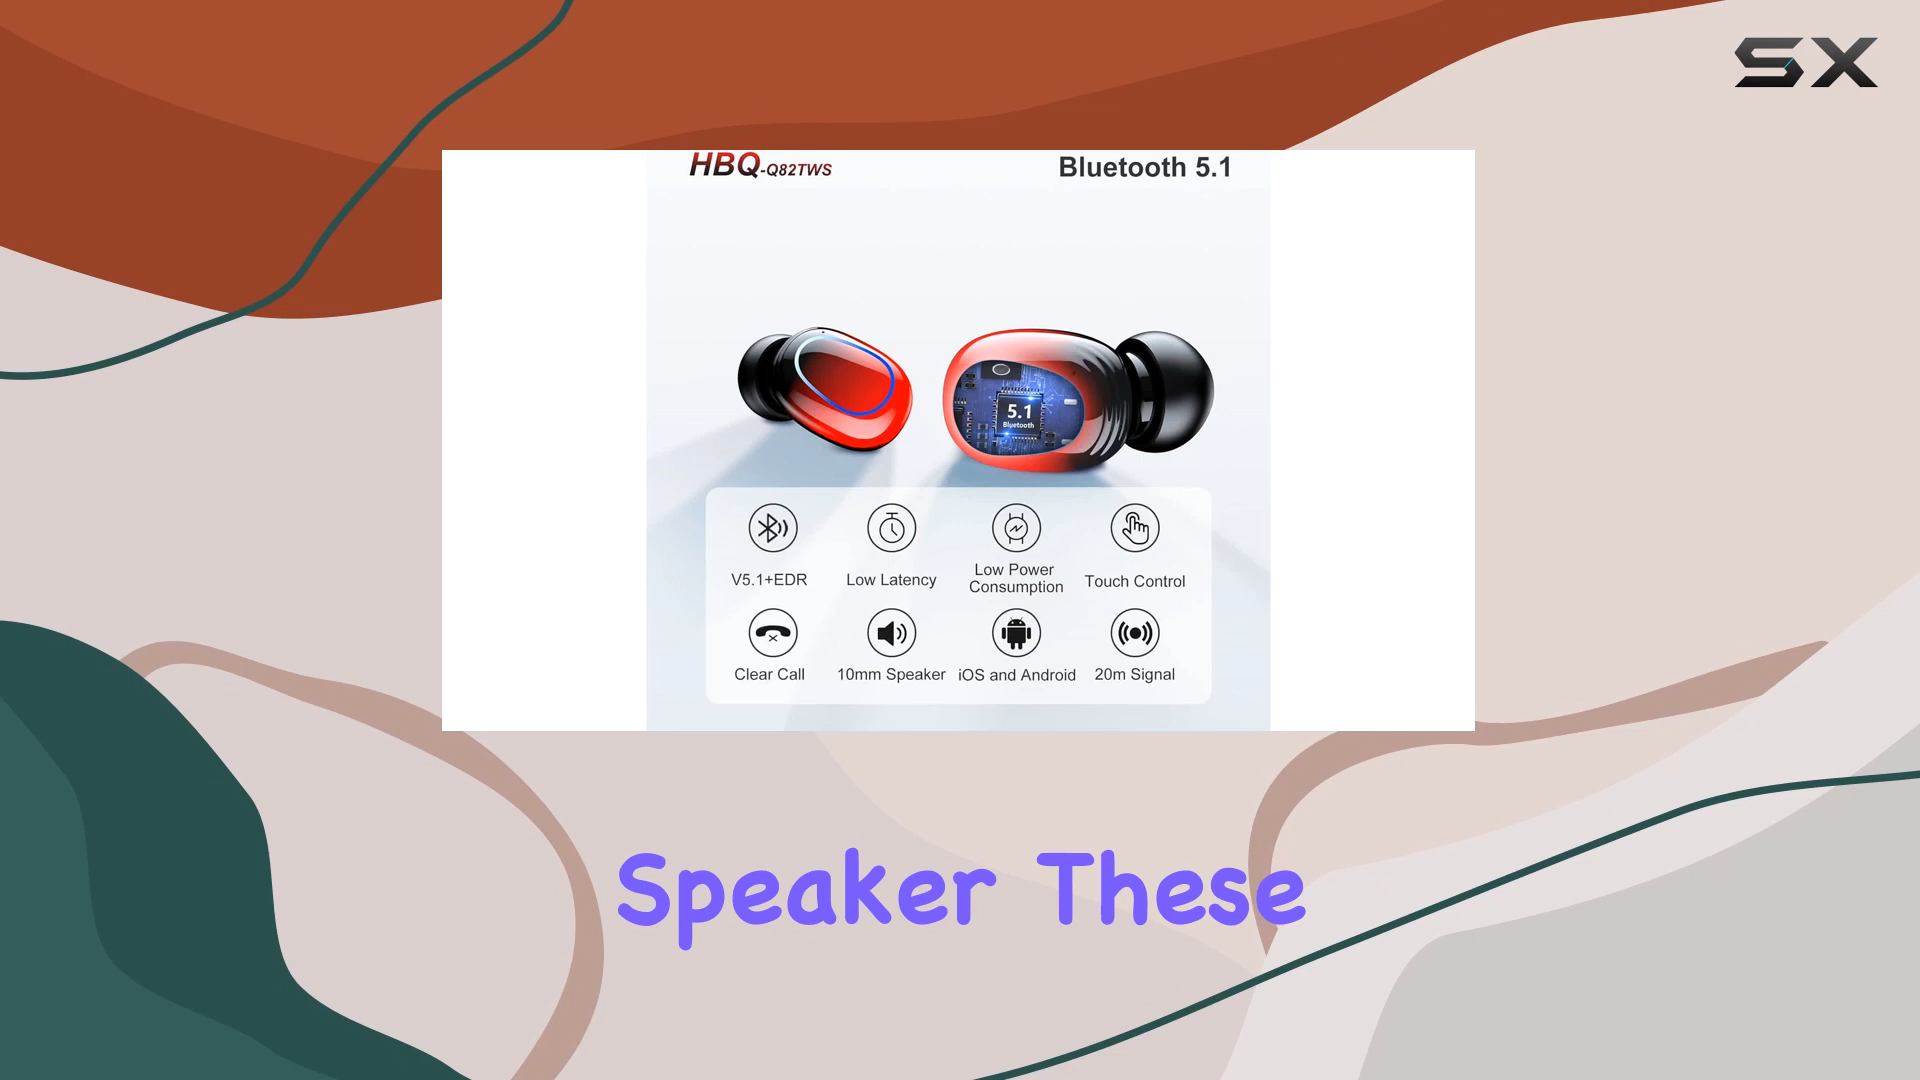 SX
HBQ-Q82TWS
Bluetooth 5.1
5.1
Bluetooth
V5.1+EDR
Low Latency
Low Power
Consumption
Touch Control
Clear Call
10mm Speaker
iOS and Android
20m Signal
Speaker These